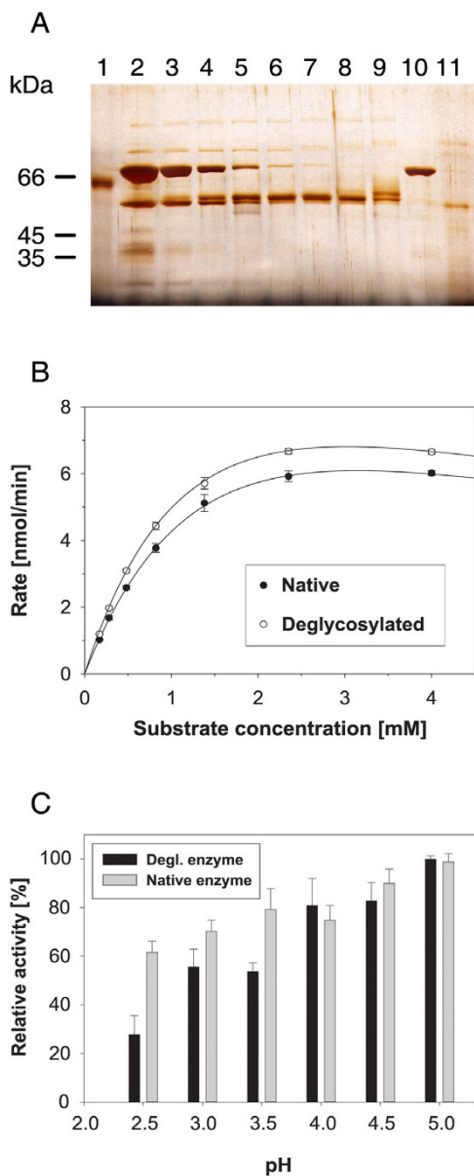 A
kDa 1 2 3 4 5 6 7 8 9 10 11
66
45
35
B
8
6
4
2
0
Rate [nmol/min]
Native
Deglycosylated
0 1 2 3 4
Substrate concentration [mM]
C
Degl. enzyme
Native enzyme
100
80
60
40
20
0
Relative activity [%]
2.0 2.5 3.0 3.5 4.0 4.5 5.0
pH